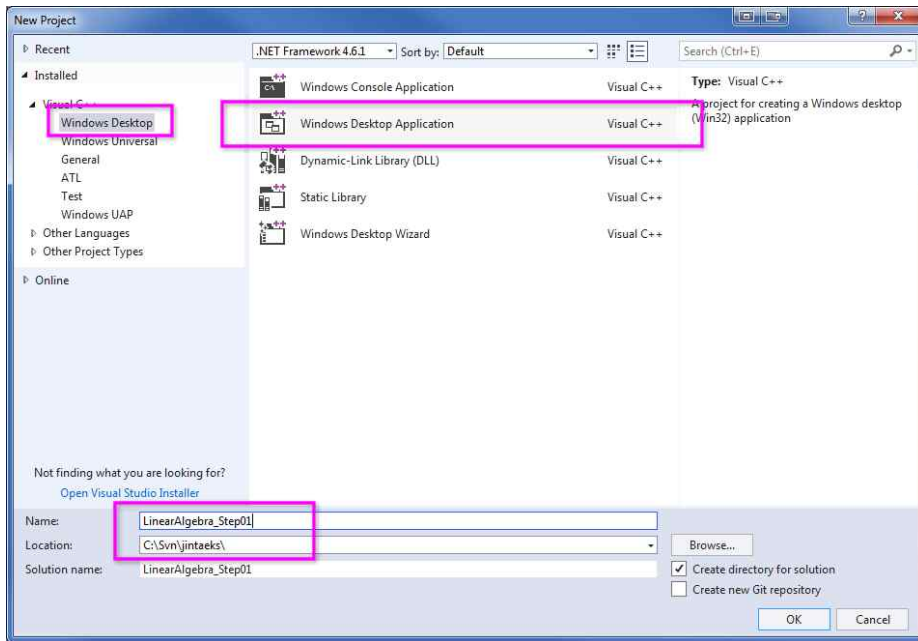 New Project
Recent
Installed
Visual C++
Windows Desktop
Windows Universal
General
ATL
Test
Windows UAP
Other Languages
Other Project Types
Online
Not finding what you are looking for?
Open Visual Studio Installer
.NET Framework 4.6.1 Sort by: Default
Windows Console Application Visual C++
Windows Desktop Application Visual C++
Dynamic-Link Library (DLL) Visual C++
Static Library Visual C++
Windows Desktop Wizard Visual C++
Search (Ctrl+E)
Type: Visual C++
A project for creating a Windows desktop
(Win32) application
Name: LinearAlgebra_Step01
Location: C:\Svn\jintaeks\ Browse...
Solution name: LinearAlgebra_Step01 Create directory for solution
Create new Git repository
OK Cancel